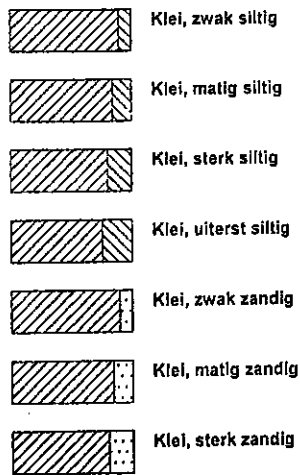 Klei, zwak siltig
Klei, matig siltig
Klei, sterk siltig
Klei, uiterst siltig
Klei, zwak zandig
Klei, matig zandig
Klei, sterk zandig